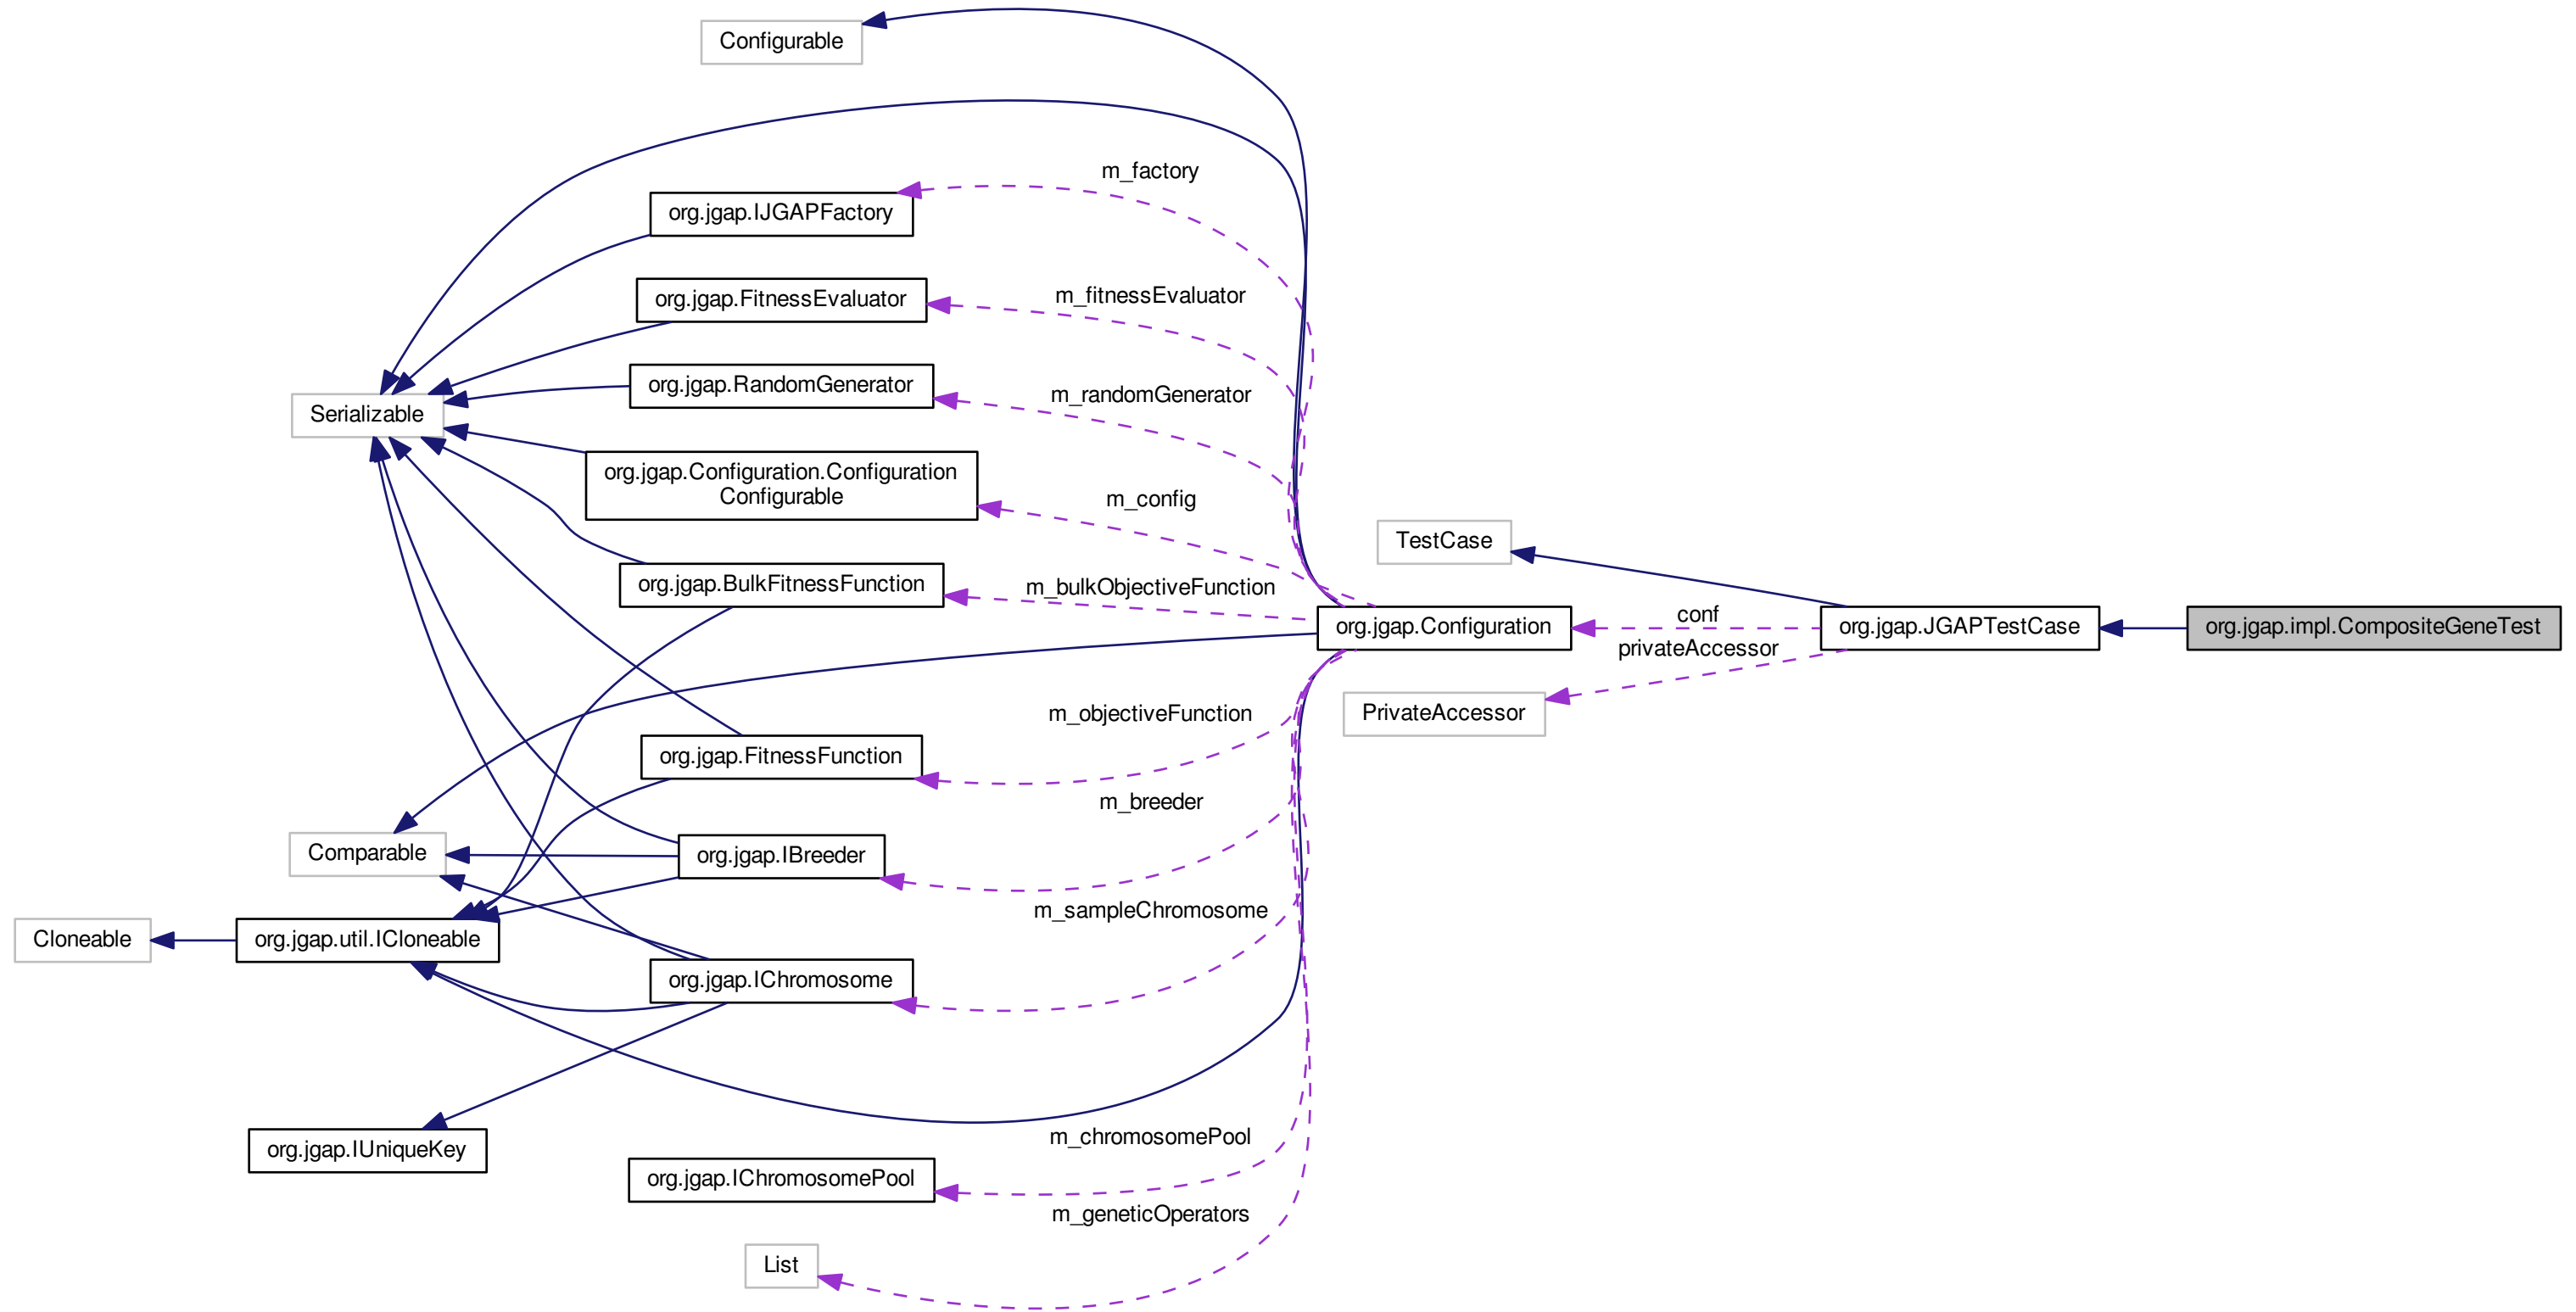 Configurable
m_factory
org.jgap.IJGAPFactory
m_fitnessEvaluator
org.jgap.FitnessEvaluator
m_randomGenerator
org.jgap.RandomGenerator
Serializable
m_config
org.jgap.Configuration.Configuration
Configurable
TestCase
m_bulkObjectiveFunction
org.jgap.BulkFitnessFunction
conf
org.jgap.Configuration
org.jgap.JGAPTestCase
org.jgap.impl.CompositeGeneTest
privateAccessor
PrivateAccessor
m_objectiveFunction
org.jgap.FitnessFunction
m_breeder
Comparable
org.jgap.IBreeder
m_sampleChromosome
Cloneable
org.jgap.util.ICloneable
org.jgap.IChromosome
m_chromosomePool
org.jgap.IUniqueKey
org.jgap.IChromosomePool
m_geneticOperators
List